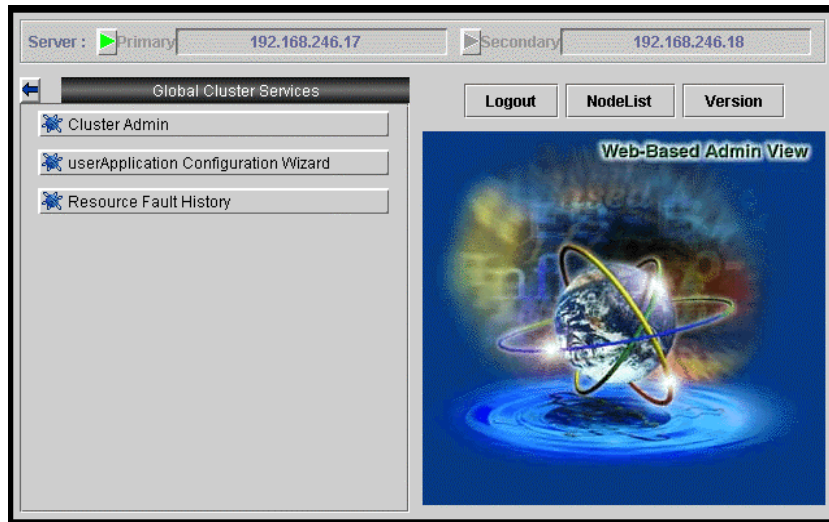 Server : Primary 192.168.246.17 Secondary 192.168.246.18
Global Cluster Services
Logout NodeList Version
Cluster Admin
userApplication Configuration Wizard
Resource Fault History
Web-Based Admin View